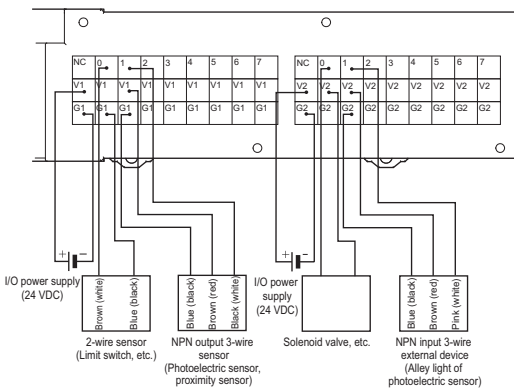 NC 0 1 2 3 4 5 6 7
V1 V1 V1 V1 V1 V1 V1 V1 V1
G1 G1 G1 G1 G1 G1 G1 G1 G1
NC 0 1 2 3 4 5 6 7
V2 V2 V2 V2 V2 V2 V2 V2 V2
G2 G2 G2 G2 G2 G2 G2 G2 G2
+ −
I/O power supply
(24 VDC)
Brown (white)
Blue (black)
2-wire sensor
(Limit switch, etc.)
Blue (black)
Brown (red)
Black (white)
NPN output 3-wire
sensor
(Photoelectric sensor,
proximity sensor)
+ −
I/O power
supply
(24 VDC)
Solenoid valve, etc.
Blue (black)
Brown (red)
Pink (white)
NPN input 3-wire
external device
(Alley light of
photoelectric sensor)